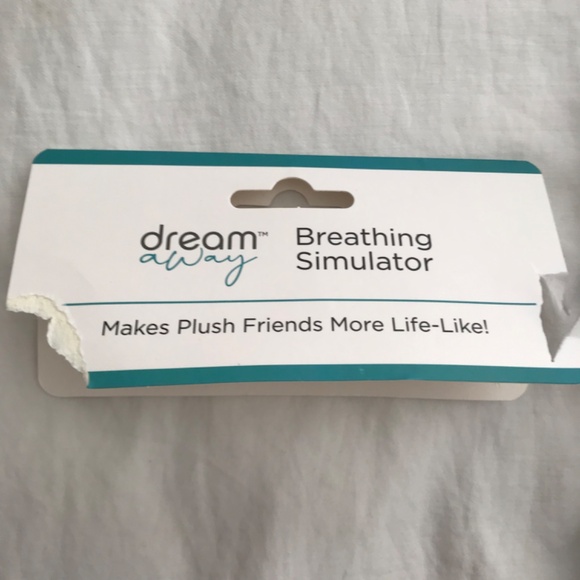 dream™
away
Breathing
Simulator
Makes Plush Friends More Life-Like!